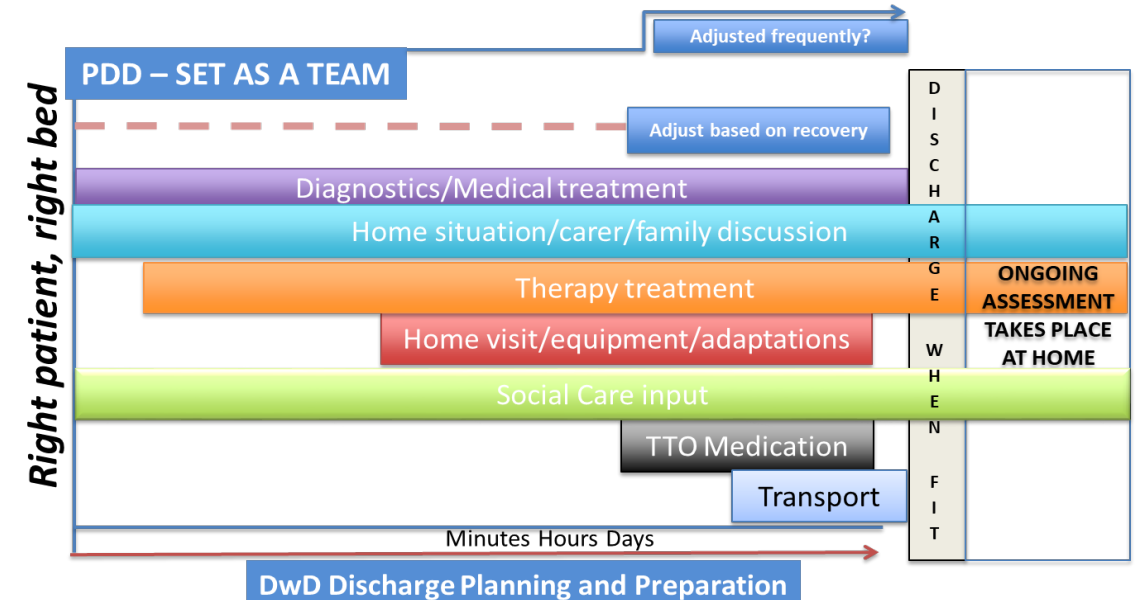 Adjusted frequently?
PDD – SET AS A TEAM
Right patient, right bed
Adjust based on recovery
Diagnostics/Medical treatment
Home situation/carer/family discussion
Therapy treatment
Home visit/equipment/adaptations
Social Care input
TTO Medication
Transport
DISCHARGE WHEN FIT
ONGOING
ASSESSMENT
TAKES PLACE
AT HOME
Minutes Hours Days
DwD Discharge Planning and Preparation